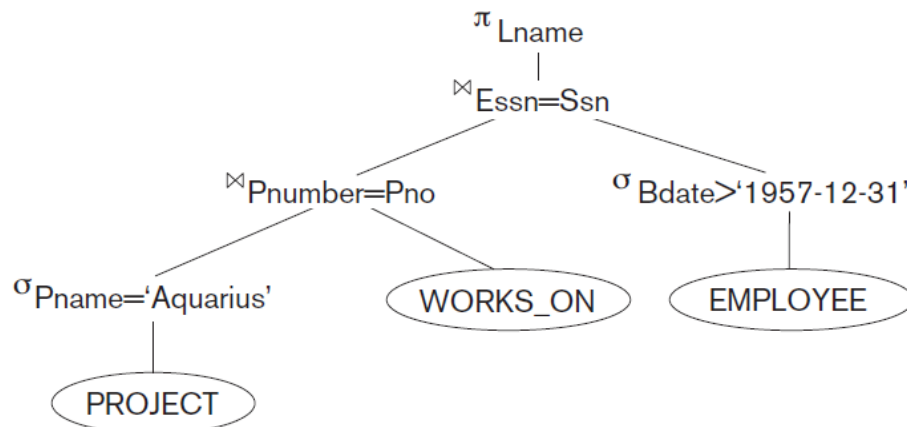 π Lname
⋈ Essn=Ssn
⋈ Pnumber=Pno
σ Bdate>‘1957-12-31’
σ Pname=‘Aquarius’
WORKS_ON
EMPLOYEE
PROJECT